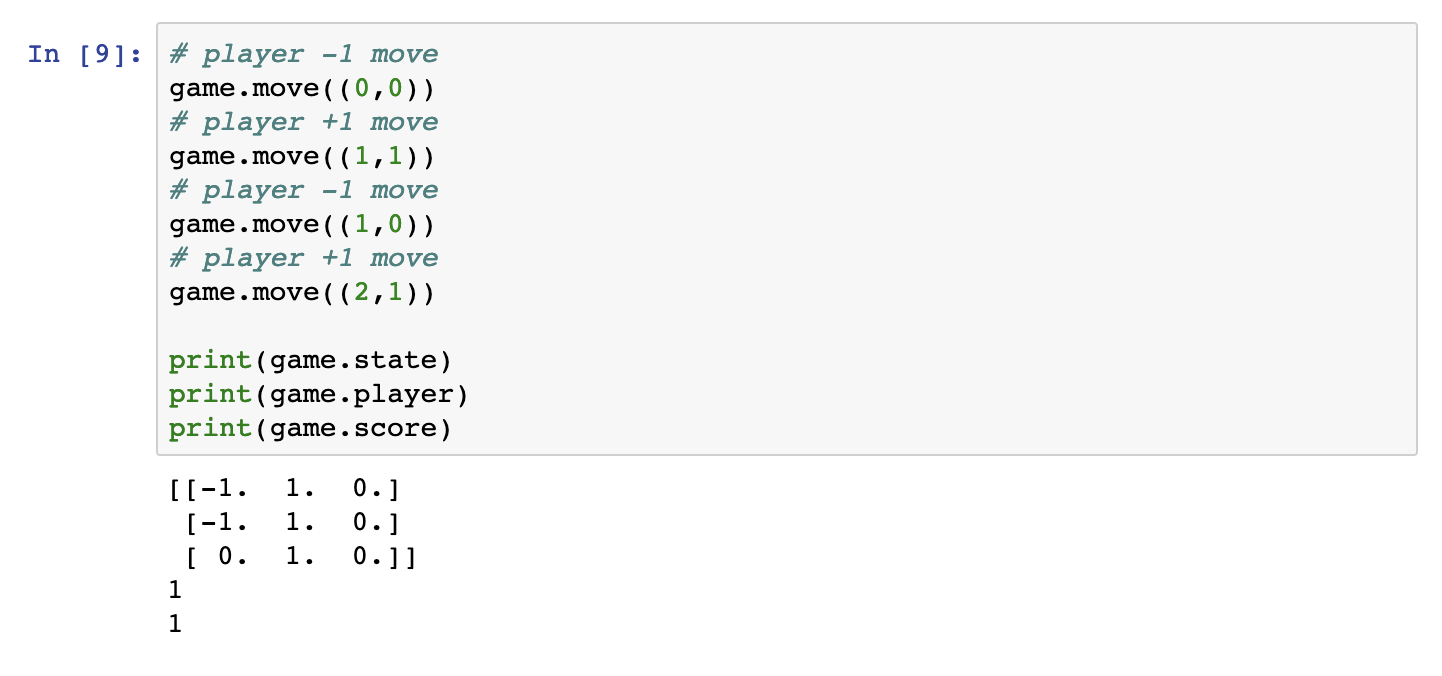 In [9]:
# player -1 move
game.move((0,0))
# player +1 move
game.move((1,1))
# player -1 move
game.move((1,0))
# player +1 move
game.move((2,1))

print(game.state)
print(game.player)
print(game.score)
[[-1.  1.  0.]
 [-1.  1.  0.]
 [ 0.  1.  0.]]
1
1